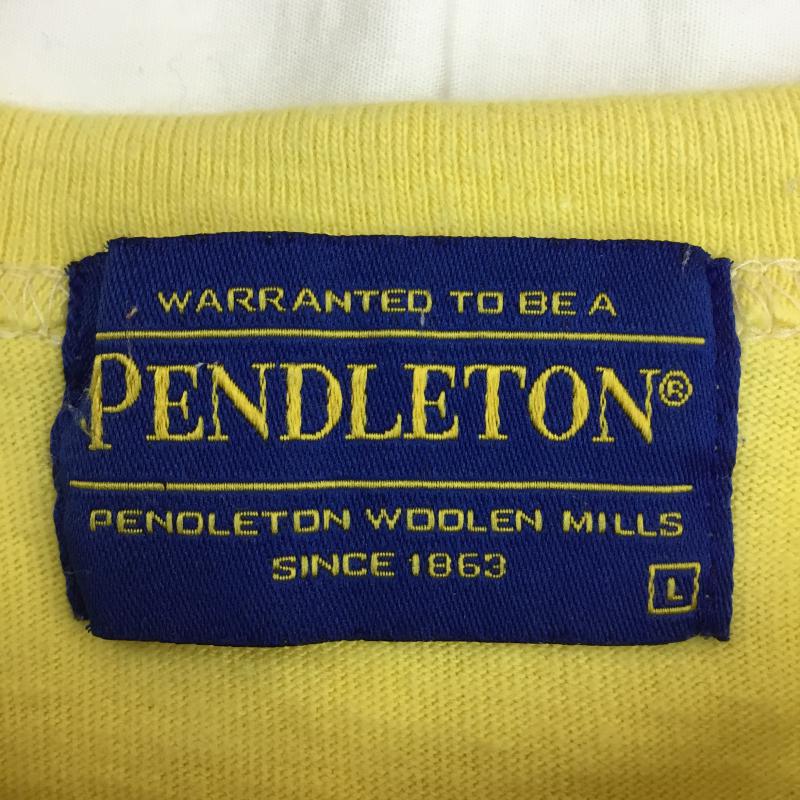 WARRANTED TO BE A
PENDLETON®
PENDLETON WOOLEN MILLS
SINCE 1863
L